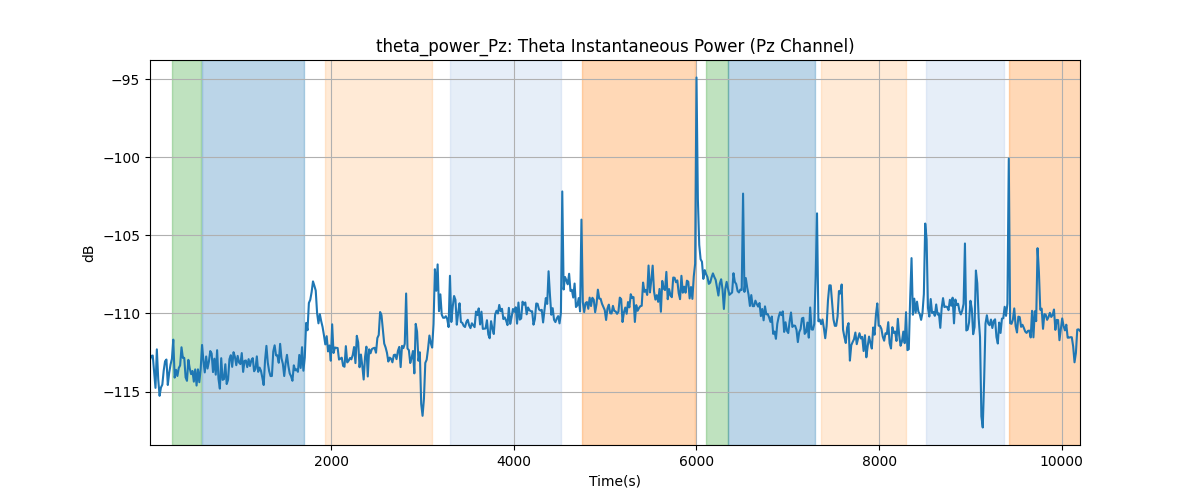 theta_power_Pz: Theta Instantaneous Power (Pz Channel)
−95
−100
−105
−110
−115
dB
2000 4000 6000 8000 10000
Time(s)